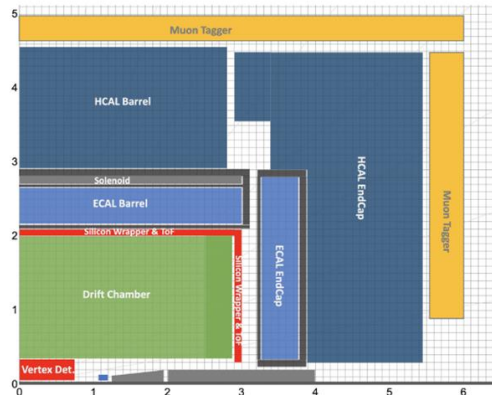 5
Muon Tagger
4
HCAL Barrel
HCAL EndCap
Muon Tagger
3
Solenoid
ECAL Barrel
2
Silicon Wrapper & ToF
Silicon Wrapper & ToF
ECAL EndCap
Drift Chamber
1
Vertex Det.
0
0 1 2 3 4 5 6